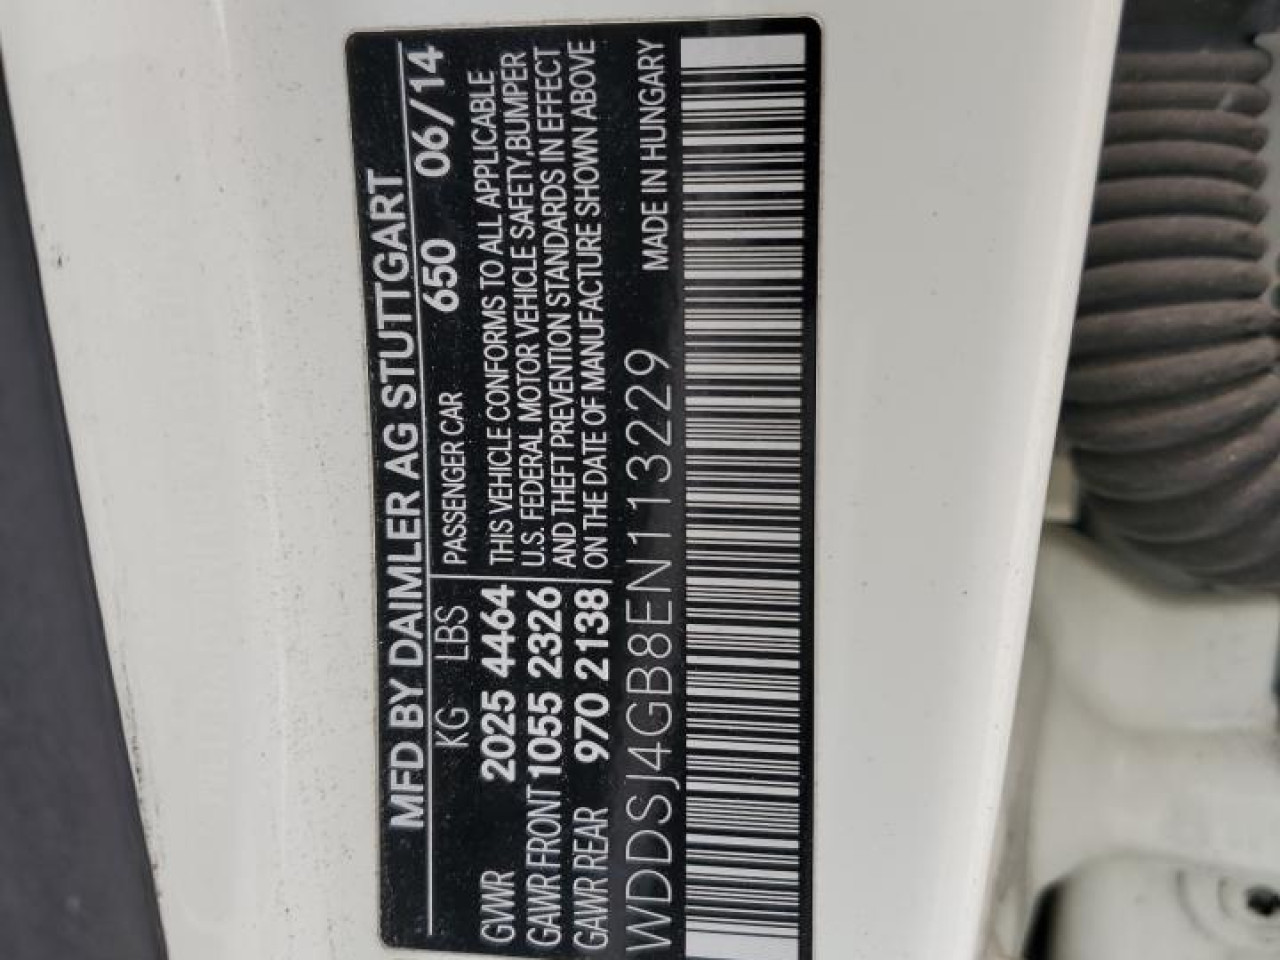 MFD BY DAIMLER AG STUTTGART
KG LBS PASSENGER CAR 650 06/14
GVWR 2025 4464
GAWR FRONT 1055 2326
GAWR REAR 970 2138
THIS VEHICLE CONFORMS TO ALL APPLICABLE
U.S. FEDERAL MOTOR VEHICLE SAFETY, BUMPER
AND THEFT PREVENTION STANDARDS IN EFFECT
ON THE DATE OF MANUFACTURE SHOWN ABOVE
WDDSJ4GB8EN113229 MADE IN HUNGARY